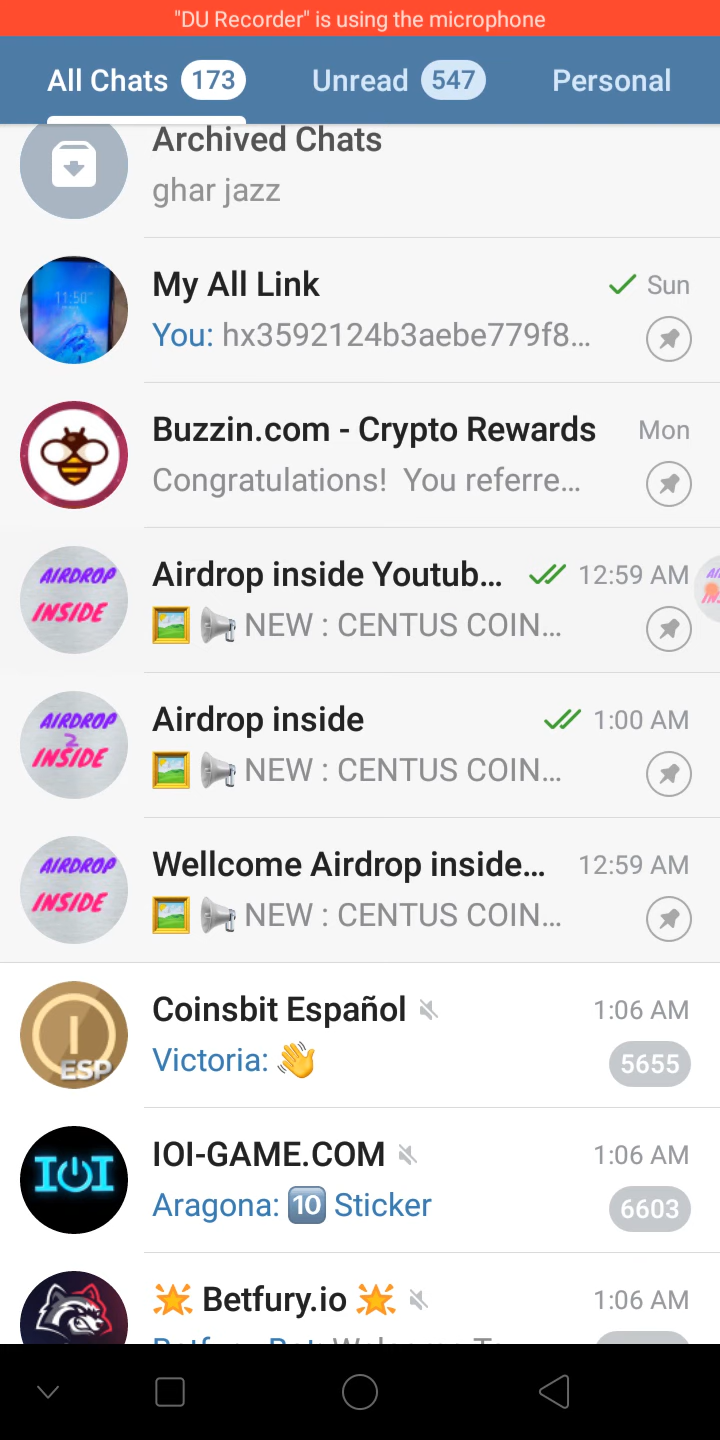 "DU Recorder" is using the microphone
All Chats 173 Unread 547 Personal
Archived Chats
ghar jazz
My All Link Sun
You: hx3592124b3aebe779f8...
11:50
Buzzin.com - Crypto Rewards Mon
Congratulations! You referre...
Airdrop inside Youtub... 12:59 AM
NEW : CENTUS COIN...
AIRDROP
INSIDE
Airdrop inside 1:00 AM
NEW : CENTUS COIN...
AIRDROP
2
INSIDE
Wellcome Airdrop inside... 12:59 AM
NEW : CENTUS COIN...
AIRDROP
INSIDE
Coinsbit Español 1:06 AM
Victoria: 👋 5655
ESP
IOI-GAME.COM 1:06 AM
Aragona: 🔟 Sticker 6603
IOI
🌟 Betfury.io 🌟 1:06 AM